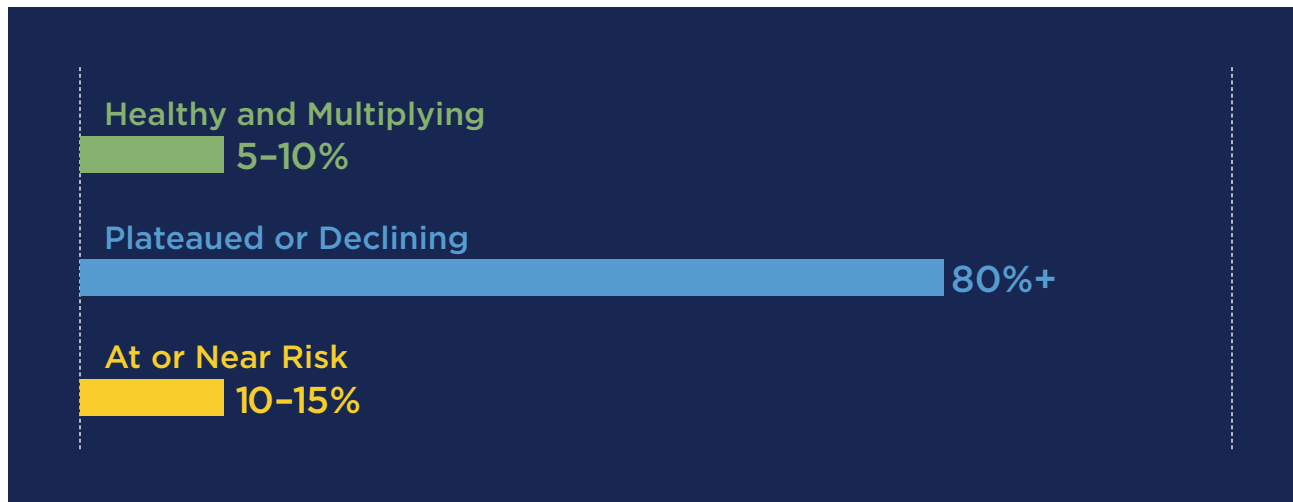 Healthy and Multiplying
5–10%
Plateaued or Declining
80%+
At or Near Risk
10–15%